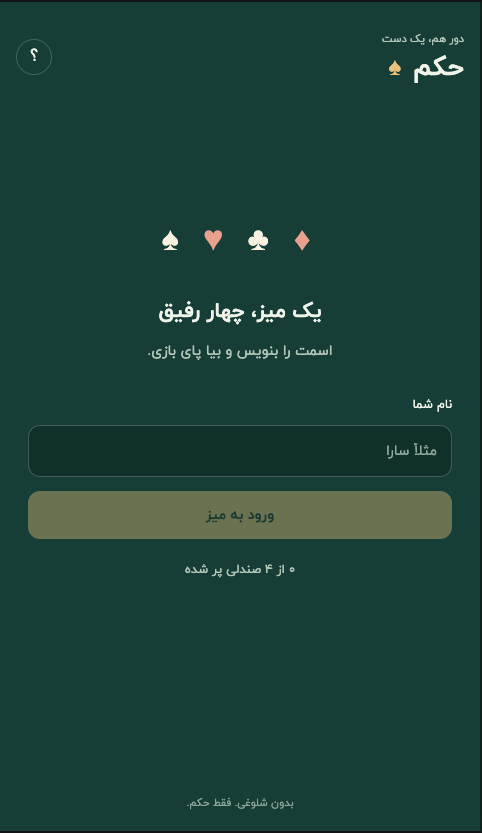 دور هم، یک دست
حکم ♠
؟
♦ ♣ ♥ ♠
یک میز، چهار رفیق
اسمت را بنویس و بیا پای بازی.
نام شما
مثلاً سارا
ورود به میز
۰ از ۴ صندلی پر شده
بدون شلوغی. فقط حکم.